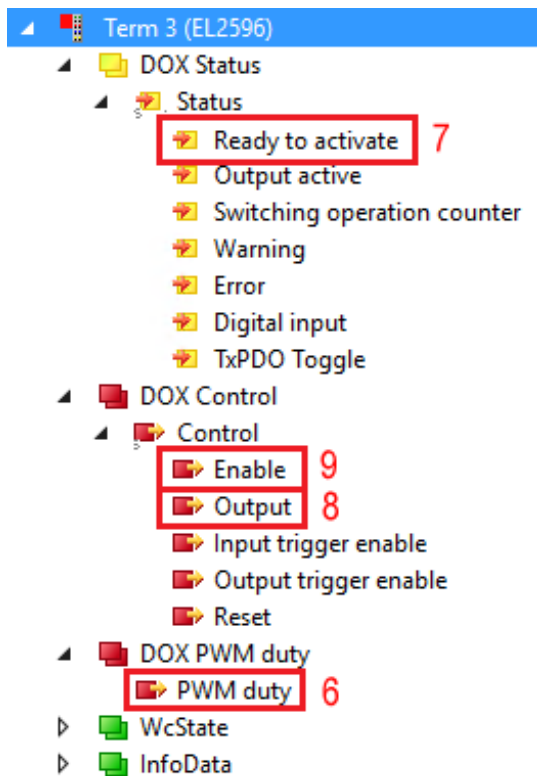 Term 3 (EL2596)
DOX Status
Status
Ready to activate 7
Output active
Switching operation counter
Warning
Error
Digital input
TxPDO Toggle
DOX Control
Control
Enable 9
Output 8
Input trigger enable
Output trigger enable
Reset
DOX PWM duty
PWM duty 6
WcState
InfoData